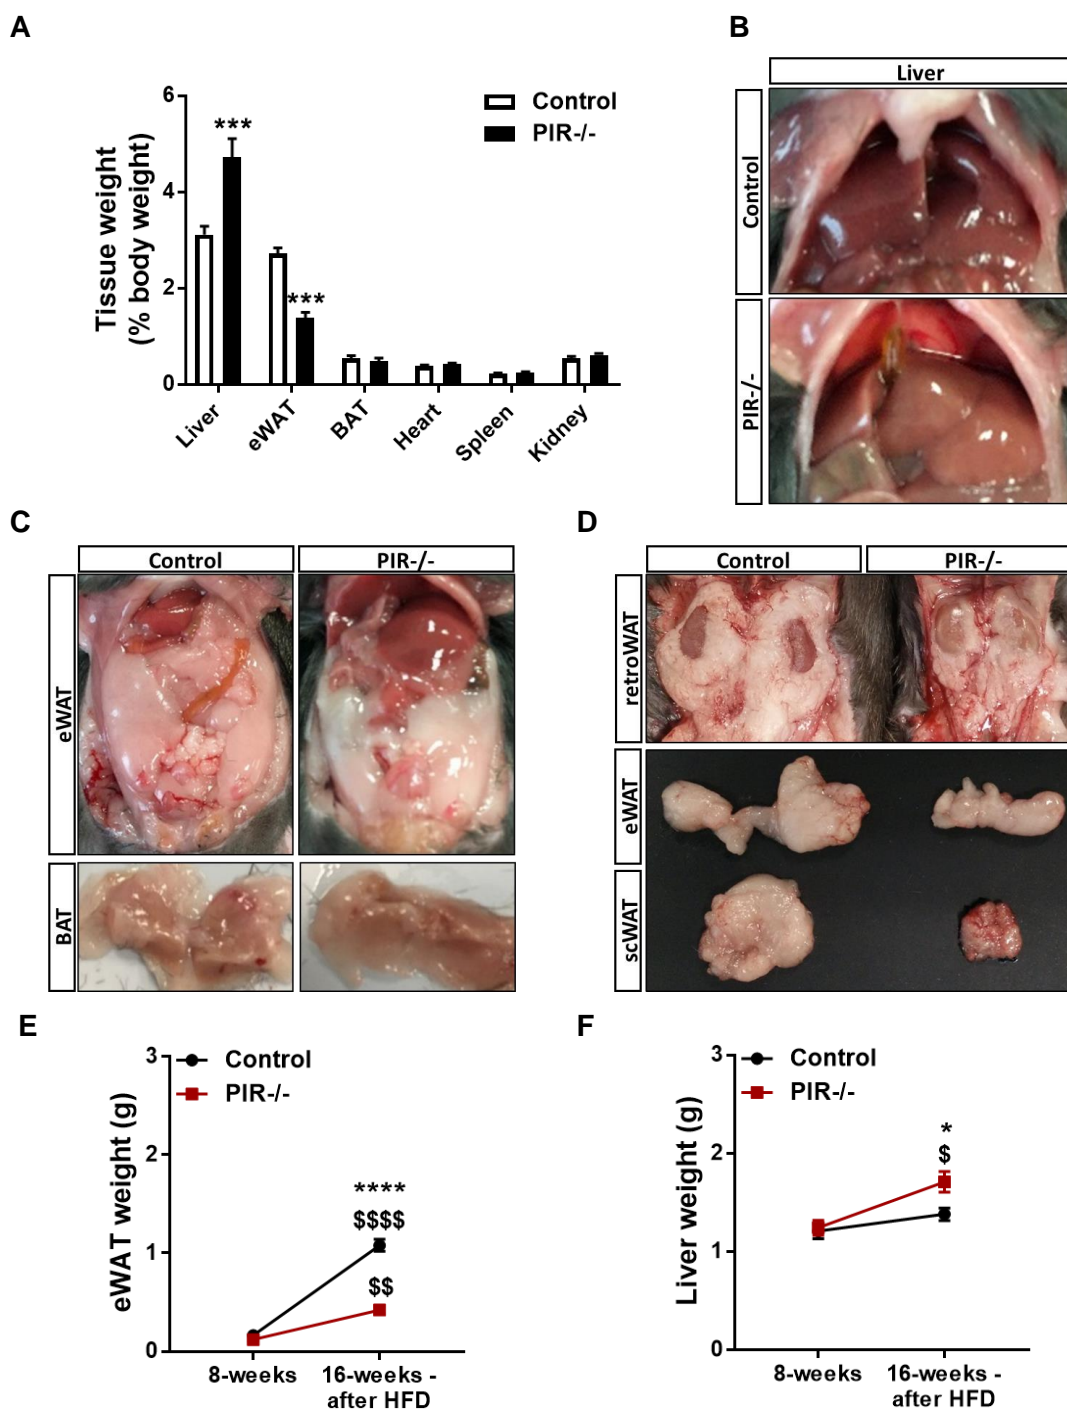 A
B
Tissue weight
(% body weight)
6
4
2
0
***
***
Control
PIR-/-
Liver
eWAT
BAT
Heart
Spleen
Kidney
Liver
Control
PIR-/-
C
D
Control
PIR-/-
eWAT
BAT
Control
PIR-/-
retroWAT
eWAT
scWAT
E
F
eWAT weight (g)
3
2
1
0
Control
PIR-/-
****
$$$$
$$
8-weeks
16-weeks -
after HFD
Liver weight (g)
3
2
1
0
Control
PIR-/-
*
$
8-weeks
16-weeks -
after HFD